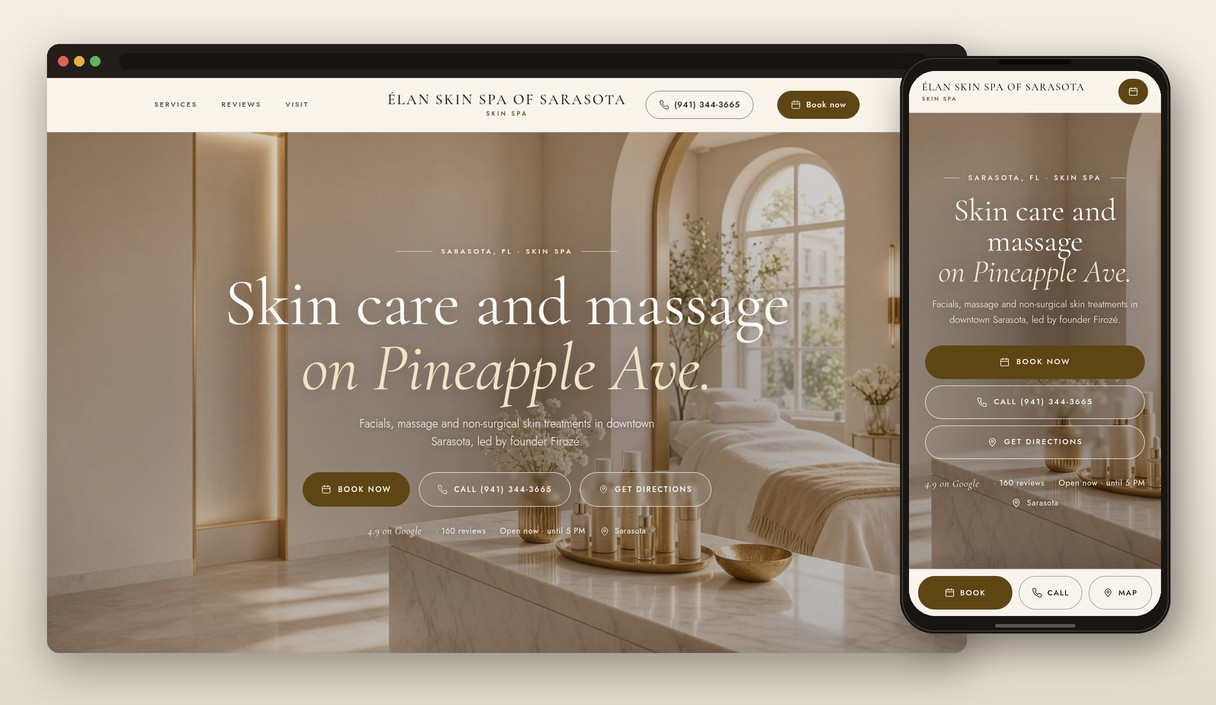 SERVICES REVIEWS VISIT
ÉLAN SKIN SPA OF SARASOTA
SKIN SPA
(941) 344-3665
Book now
SARASOTA, FL · SKIN SPA
Skin care and massage
on Pineapple Ave.
Facials, massage and non-surgical skin treatments in downtown
Sarasota, led by founder Firozé.
BOOK NOW CALL (941) 344-3665 GET DIRECTIONS
4.9 on Google · 160 reviews Open now · until 5 PM Sarasota
ÉLAN SKIN SPA OF SARASOTA
SKIN SPA
SARASOTA, FL · SKIN SPA
Skin care and
massage
on Pineapple Ave.
Facials, massage and non-surgical skin treatments in
downtown Sarasota, led by founder Firozé.
BOOK NOW
CALL (941) 344-3665
GET DIRECTIONS
4.9 on Google · 160 reviews Open now · until 5 PM
Sarasota
BOOK CALL MAP